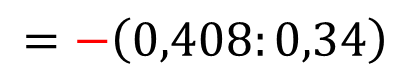 = −(0,408: 0,34)